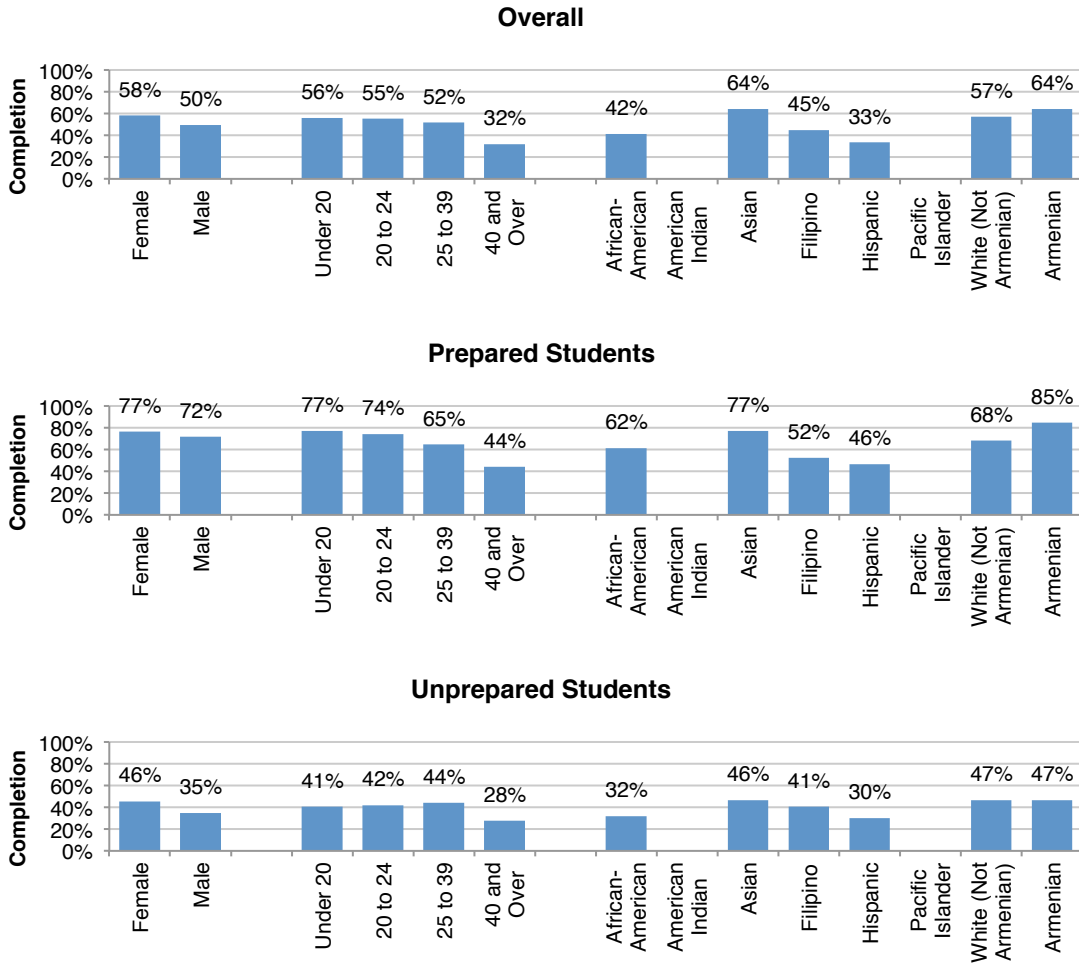 Overall
Completion
100%
80%
60%
40%
20%
0%
58%
50%
56%
55%
52%
32%
42%
64%
45%
33%
57%
64%
Female
Male
Under 20
20 to 24
25 to 39
40 and
Over
African-
American
American
Indian
Asian
Filipino
Hispanic
Pacific
Islander
White (Not
Armenian)
Armenian
Prepared Students
Completion
100%
80%
60%
40%
20%
0%
77%
72%
77%
74%
65%
44%
62%
77%
52%
46%
68%
85%
Female
Male
Under 20
20 to 24
25 to 39
40 and
Over
African-
American
American
Indian
Asian
Filipino
Hispanic
Pacific
Islander
White (Not
Armenian)
Armenian
Unprepared Students
Completion
100%
80%
60%
40%
20%
0%
46%
35%
41%
42%
44%
28%
32%
46%
41%
30%
47%
47%
Female
Male
Under 20
20 to 24
25 to 39
40 and
Over
African-
American
American
Indian
Asian
Filipino
Hispanic
Pacific
Islander
White (Not
Armenian)
Armenian